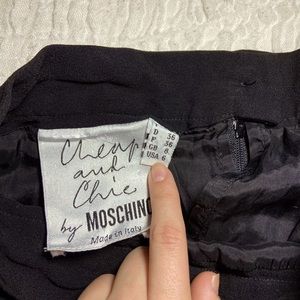 Cheap
and
Chic
by MOSCHINO
Made in Italy
D 36
F 36
GB 8
USA 6